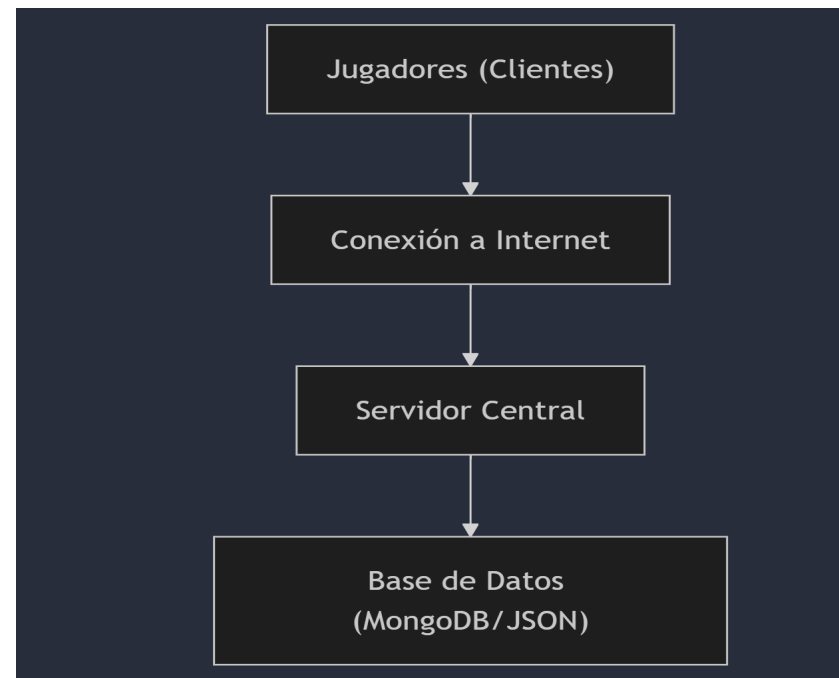 Jugadores (Clientes)
Conexión a Internet
Servidor Central
Base de Datos
(MongoDB/JSON)